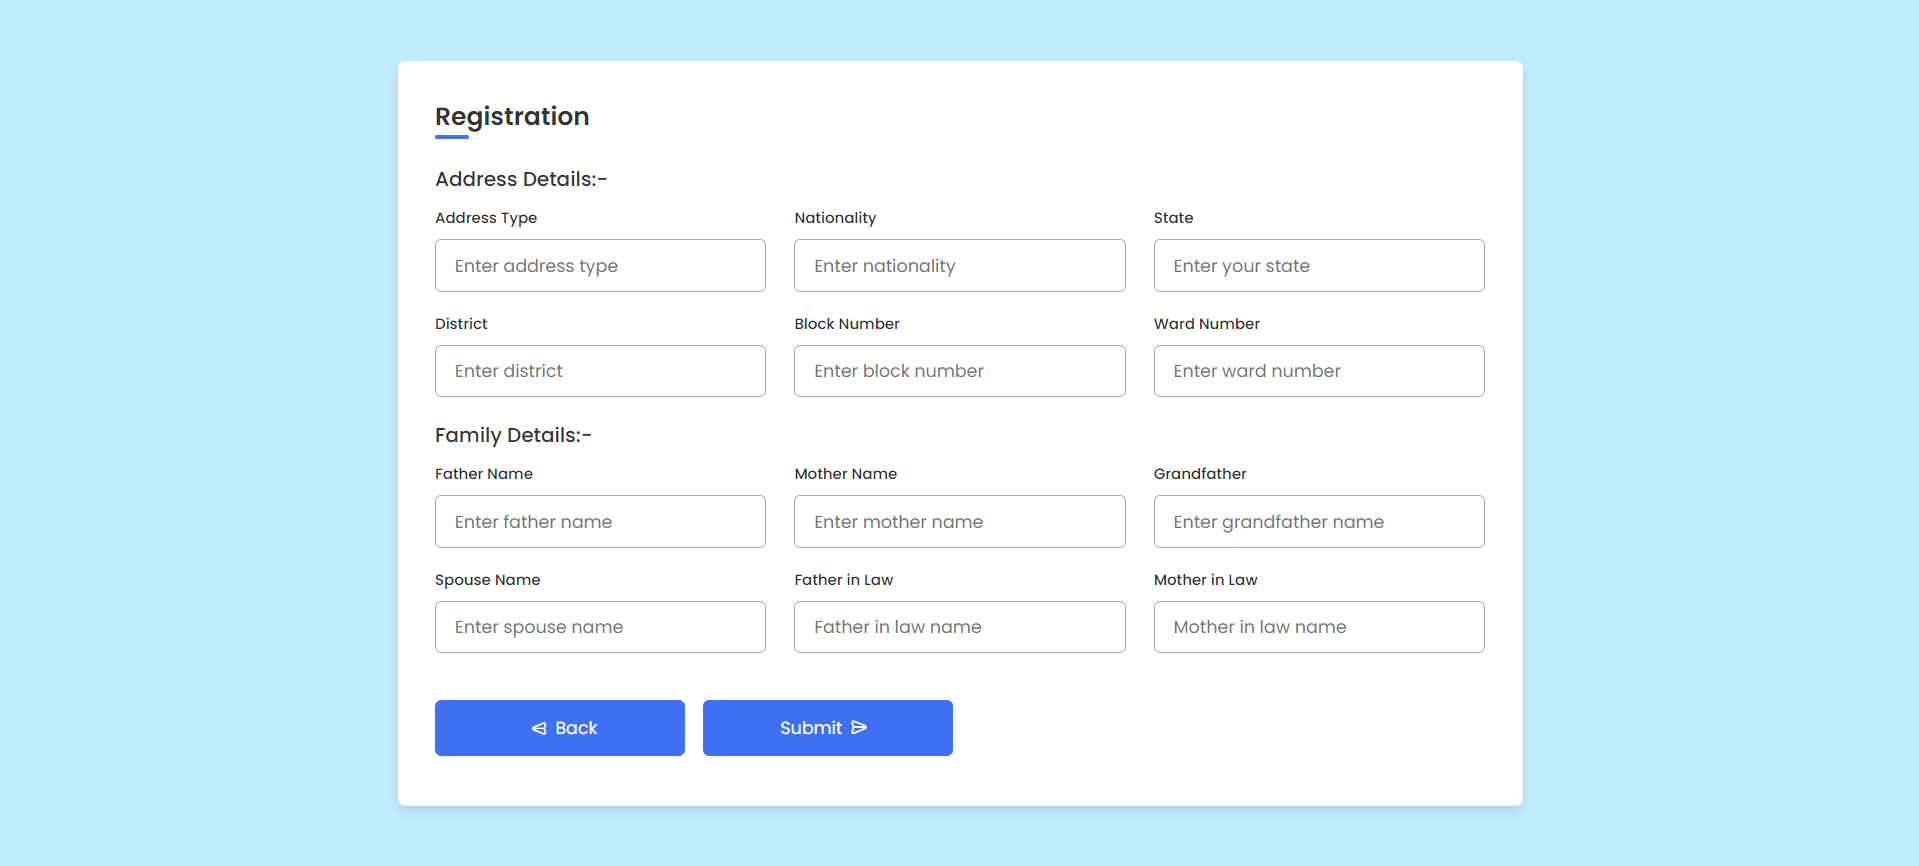 Registration
Address Details:-
Address Type Nationality State
Enter address type Enter nationality Enter your state
District Block Number Ward Number
Enter district Enter block number Enter ward number
Family Details:-
Father Name Mother Name Grandfather
Enter father name Enter mother name Enter grandfather name
Spouse Name Father in Law Mother in Law
Enter spouse name Father in law name Mother in law name
Back Submit